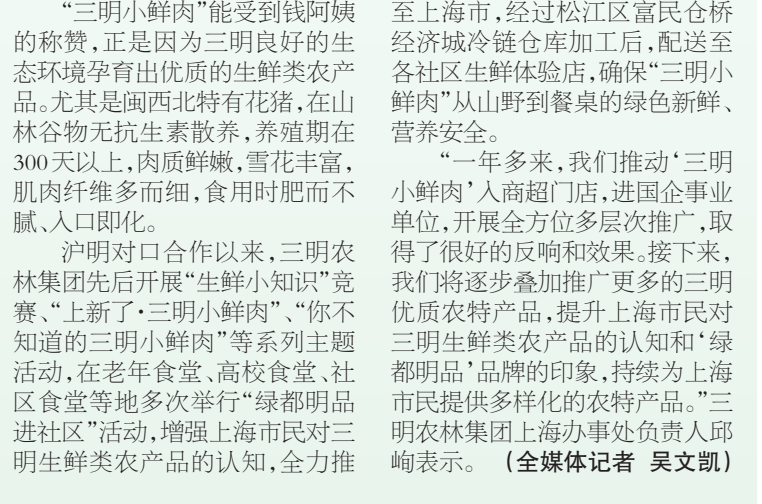 “三明小鲜肉”能受到钱阿姨
的称赞，正是因为三明良好的生
态环境孕育出优质的生鲜类农产
品。尤其是闽西北特有花猪，在山
林谷物无抗生素散养，养殖期在
300天以上，肉质鲜嫩，雪花丰富，
肌肉纤维多而细，食用时肥而不
腻、入口即化。
沪明对口合作以来，三明农
林集团先后开展“生鲜小知识”竞
赛、“上新了·三明小鲜肉”、“你不
知道的三明小鲜肉”等系列主题
活动，在老年食堂、高校食堂、社
区食堂等地多次举行“绿都明品
进社区”活动，增强上海市民对三
明生鲜类农产品的认知，全力推
至上海市，经过松江区富民仓桥
经济城冷链仓库加工后，配送至
各社区生鲜体验店，确保“三明小
鲜肉”从山野到餐桌的绿色新鲜、
营养安全。
“一年多来，我们推动‘三明
小鲜肉’入商超门店，进国企事业
单位，开展全方位多层次推广，取
得了很好的反响和效果。接下来，
我们将逐步叠加推广更多的三明
优质农特产品，提升上海市民对
三明生鲜类农产品的认知和‘绿
都明品’品牌的印象，持续为上海
市民提供多样化的农特产品。”三
明农林集团上海办事处负责人邱
峋表示。（全媒体记者 吴文凯）